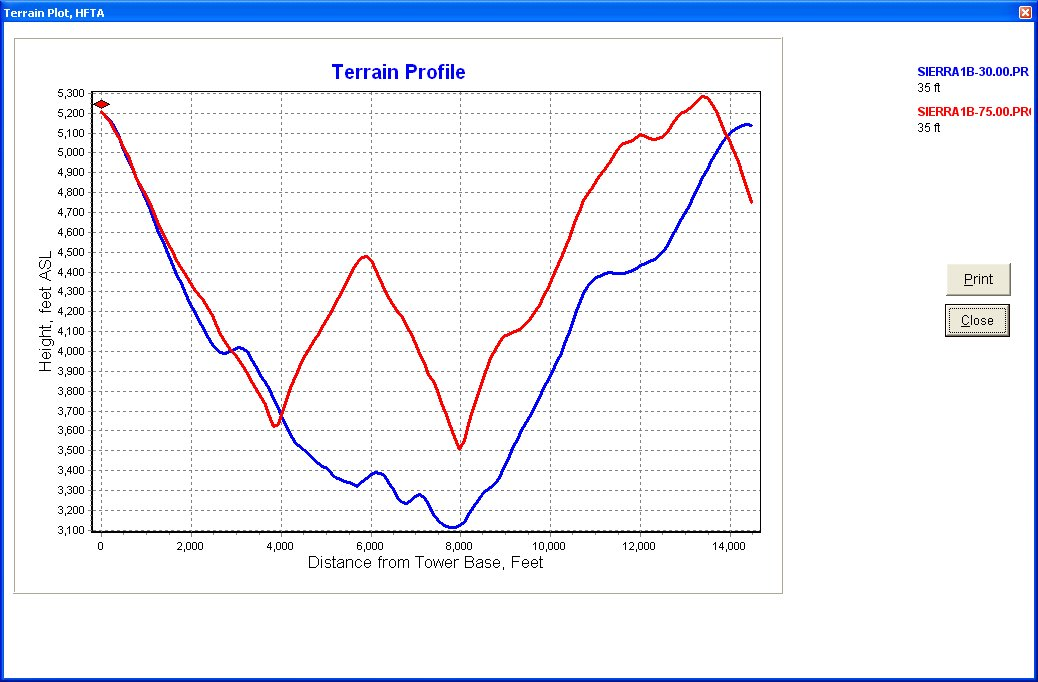 Terrain Plot, HFTA
Terrain Profile
SIERRA1B-30.00.PR
35 ft
SIERRA1B-75.00.PR
35 ft
5,300
5,200
5,100
5,000
4,900
4,800
4,700
4,600
4,500
4,400
4,300
4,200
4,100
4,000
3,900
3,800
3,700
3,600
3,500
3,400
3,300
3,200
3,100
Height, feet ASL
0 2,000 4,000 6,000 8,000 10,000 12,000 14,000
Distance from Tower Base, Feet
Print
Close